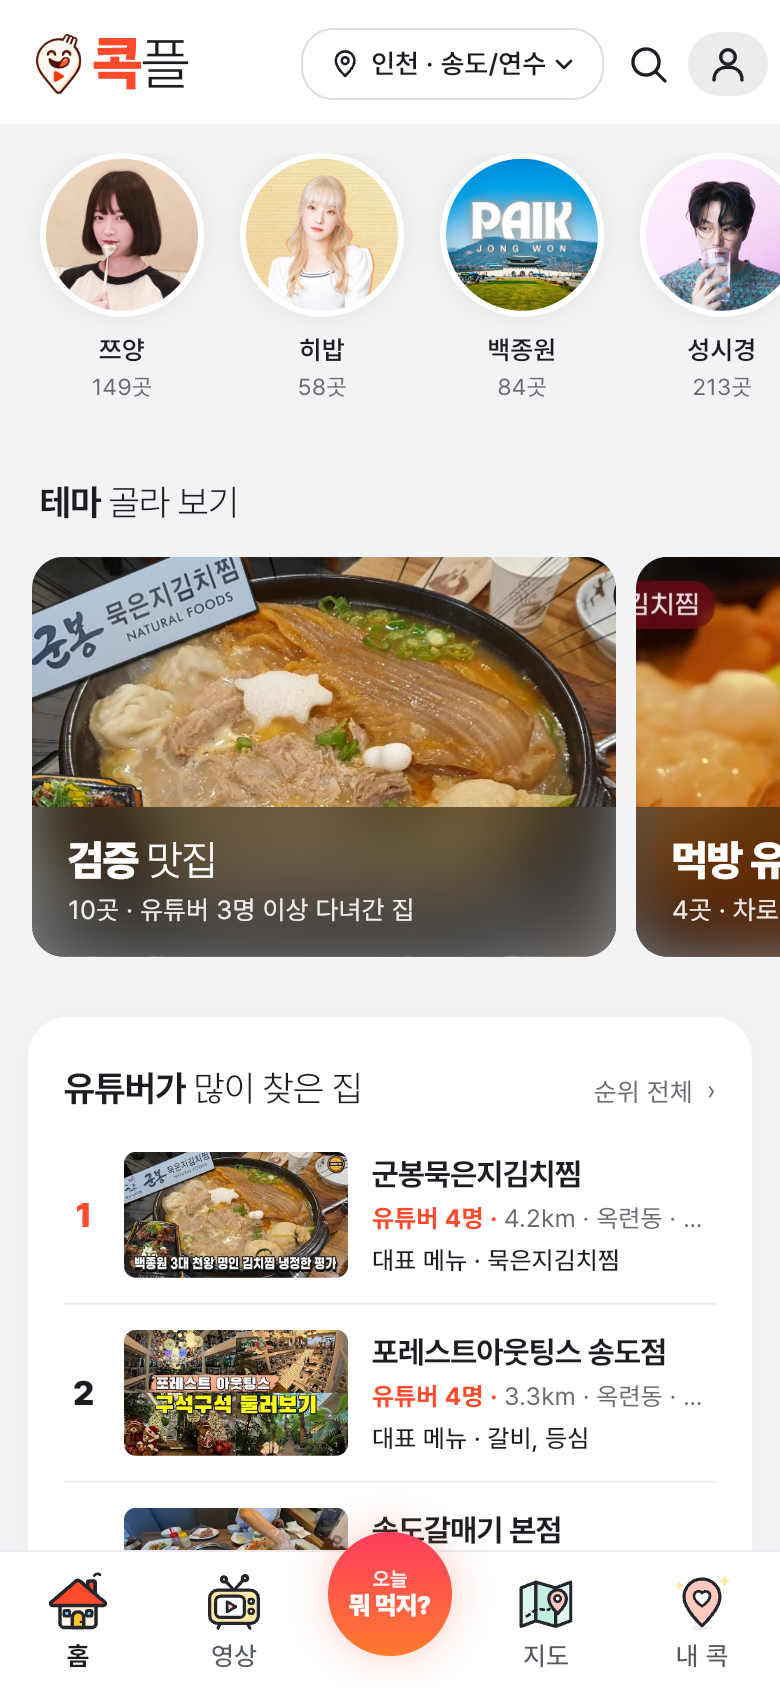 콕플
인천 · 송도/연수
PAIK
JONG WON
쯔양
히밥
백종원
성시경
149곳
58곳
84곳
213곳
테마 골라 보기
군봉 묵은지김치찜
NATURAL FOODS
김치찜
검증 맛집
10곳 · 유튜버 3명 이상 다녀간 집
먹방 유
4곳 · 차로
유튜버가 많이 찾은 집
순위 전체 ›
1
군봉 묵은지김치찜
백종원 3대 천왕 명인 김치찜 냉정한 평가
군봉묵은지김치찜
유튜버 4명 · 4.2km · 옥련동 · ...
대표 메뉴 · 묵은지김치찜
2
포레스트 아웃팅스
구석구석 둘러보기
포레스트아웃팅스 송도점
유튜버 4명 · 3.3km · 옥련동 · ...
대표 메뉴 · 갈비, 등심
송도갈매기 본점
홈
영상
오늘
뭐 먹지?
지도
내 콕